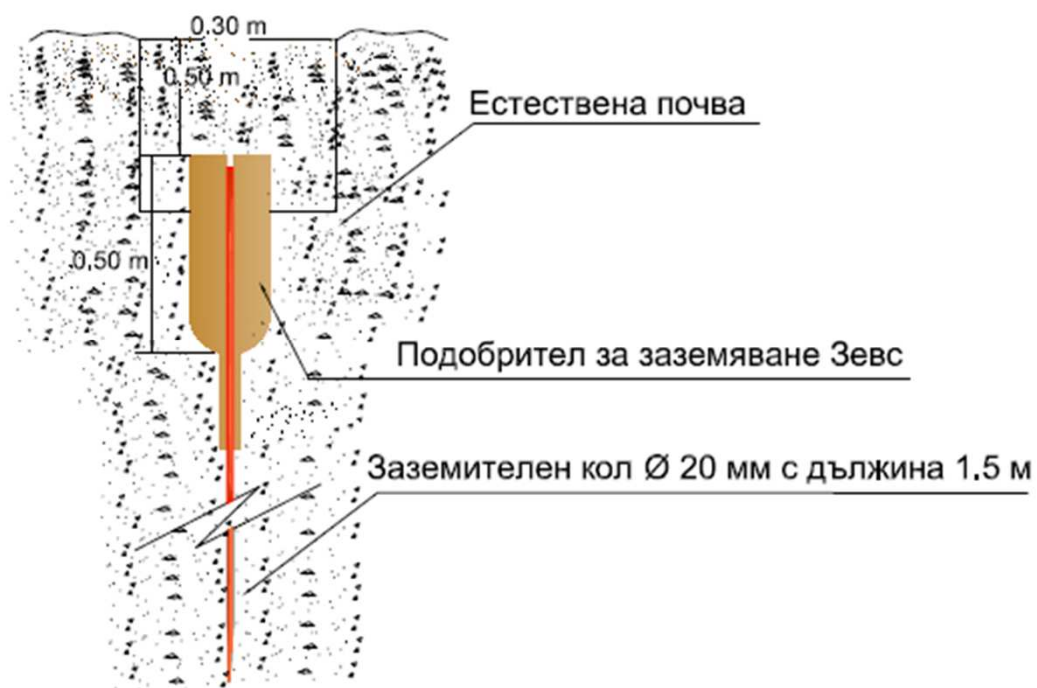 0.30 m
0.50 m
Естествена почва
0.50 m
Подобрител за заземяване Зевс
Заземителен кол Ø 20 мм с дължина 1.5 м